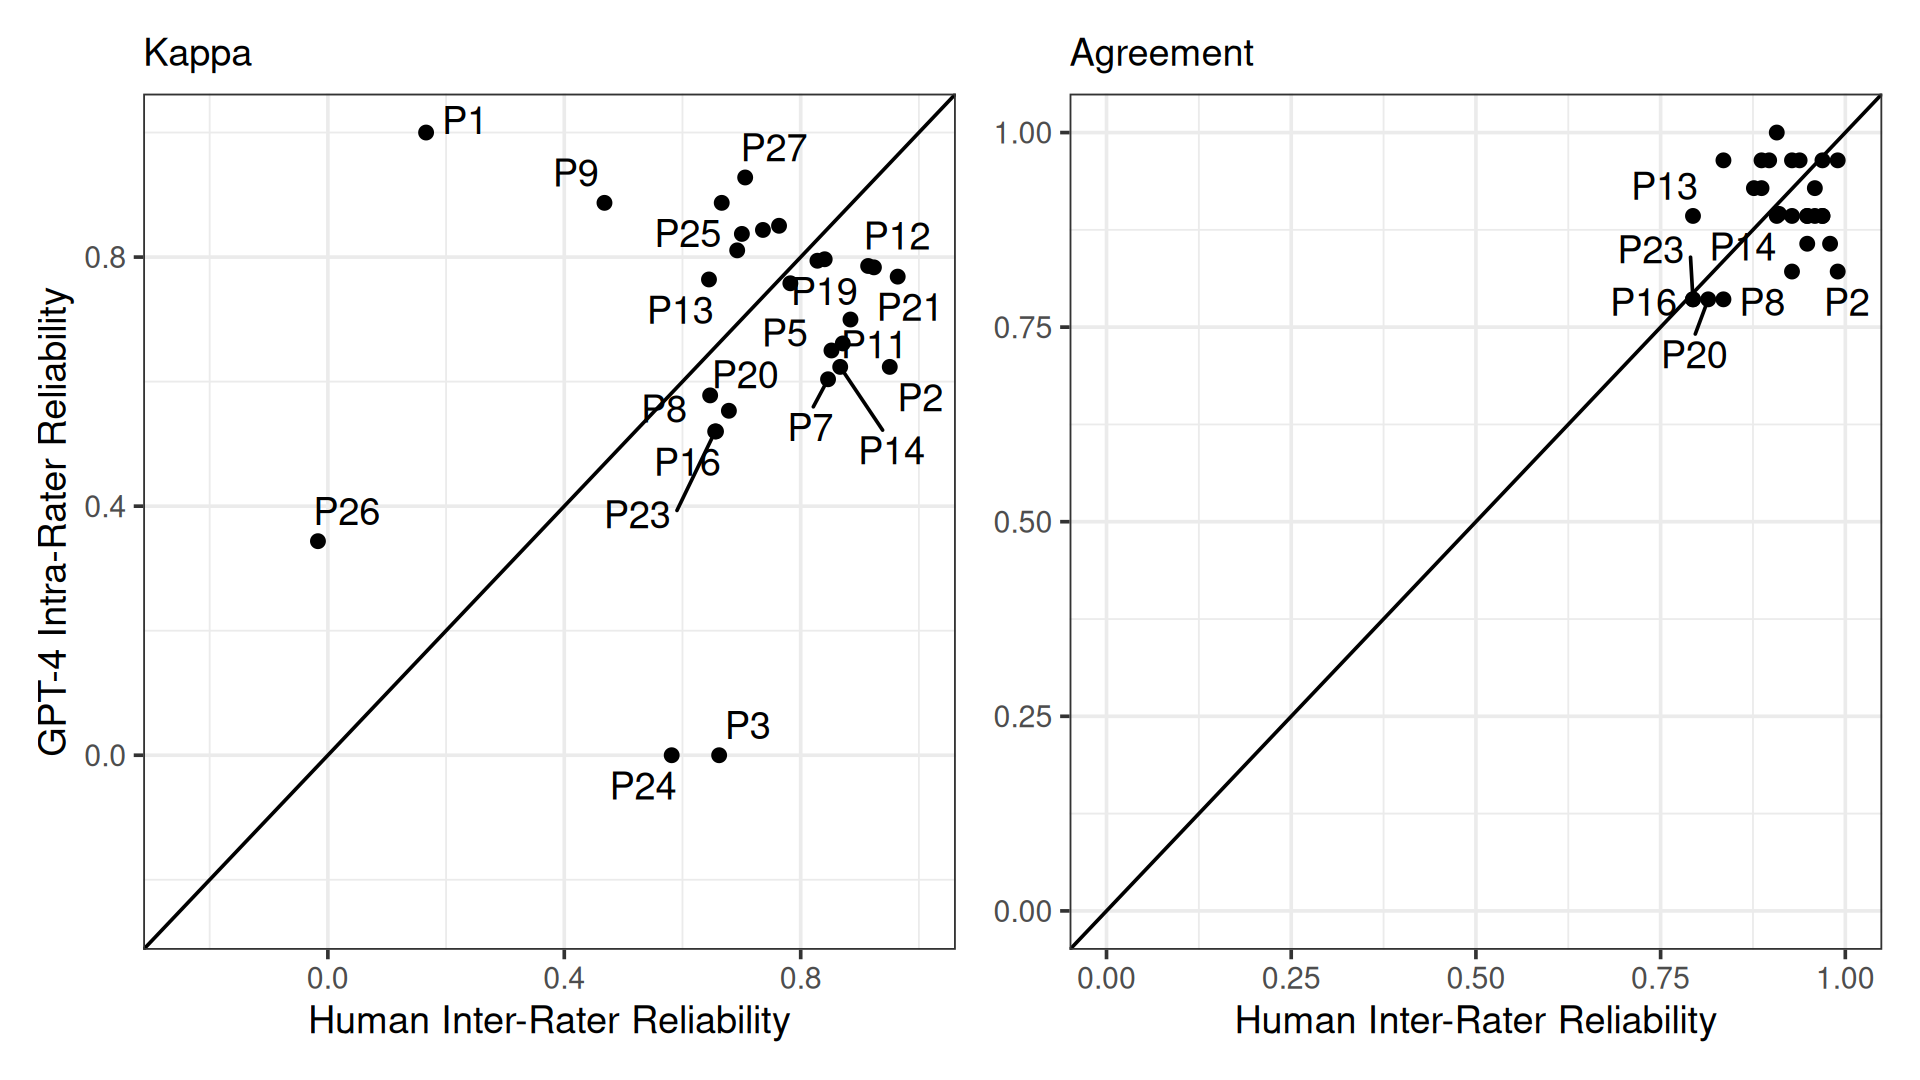 Kappa
P1
P27
P9
P25
P12
P13
P19
P21
P5
P11
P20
P8
P2
P7
P14
P16
P23
P26
P3
P24
0.8
0.4
0.0
0.0 0.4 0.8
Human Inter-Rater Reliability
GPT-4 Intra-Rater Reliability
Agreement
P13
P23 P14
P16 P8 P2
P20
1.00
0.75
0.50
0.25
0.00
0.00 0.25 0.50 0.75 1.00
Human Inter-Rater Reliability